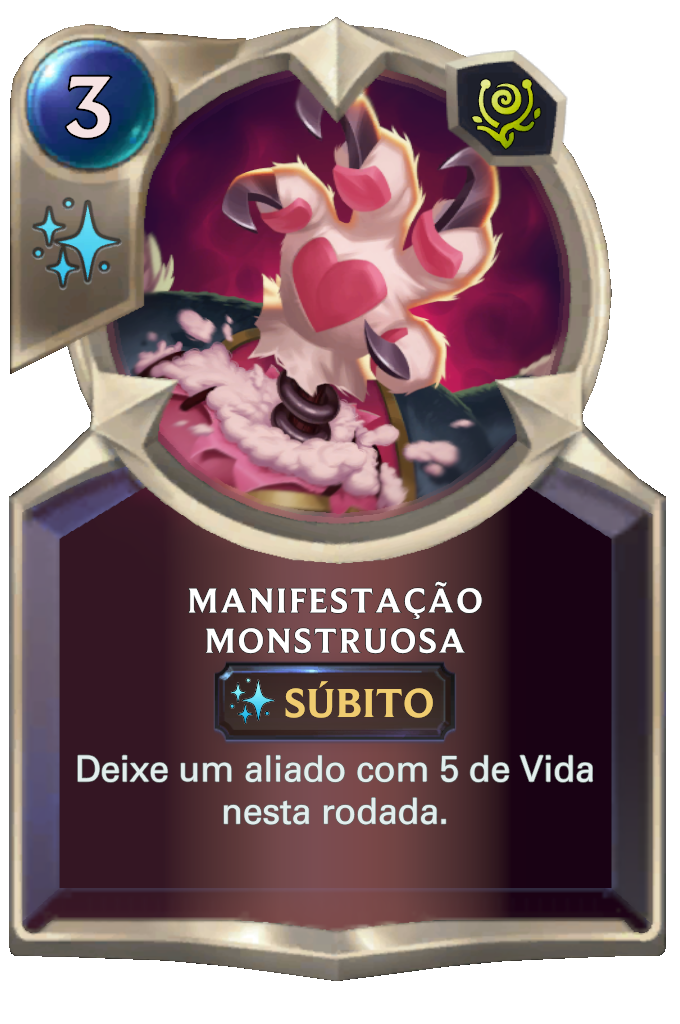 3
MANIFESTAÇÃO
MONSTRUOSA
SÚBITO
Deixe um aliado com 5 de Vida
nesta rodada.